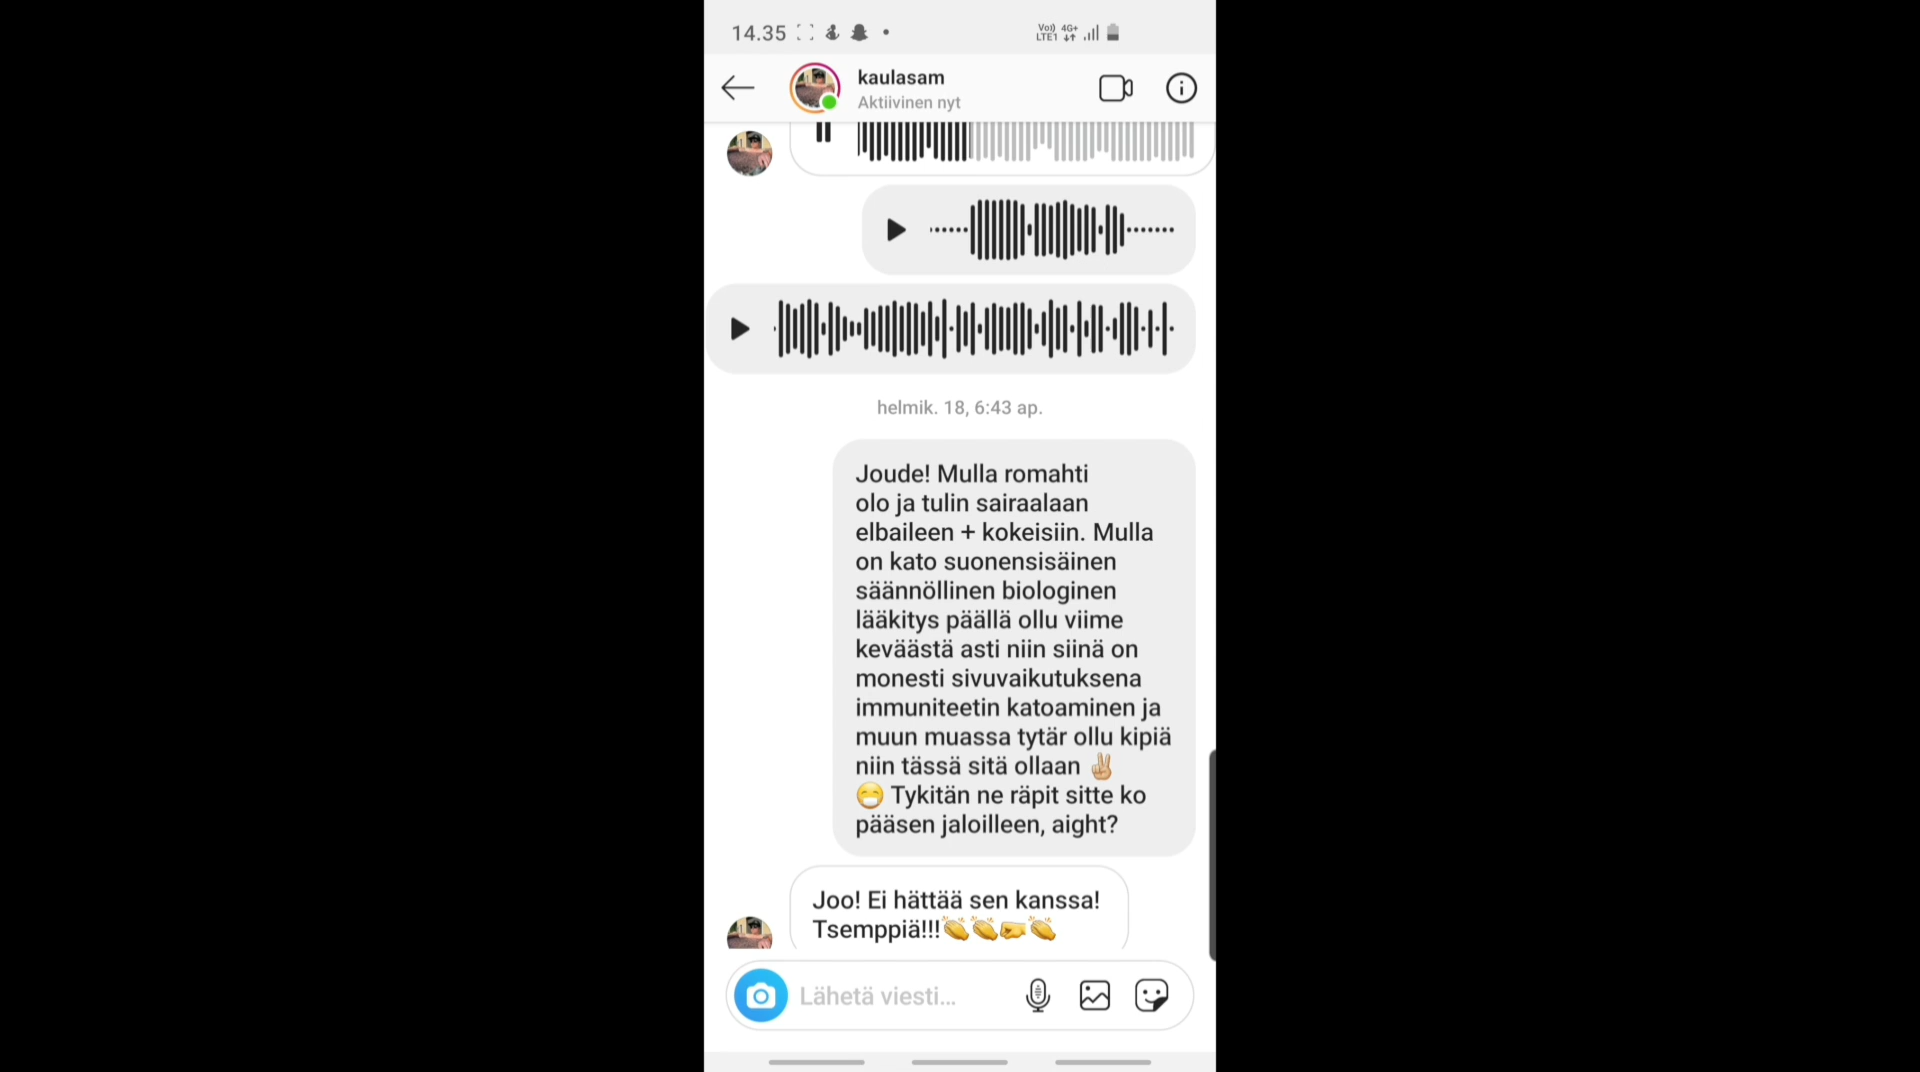 14.35
Vo)) 4G+
LTE1
kaulasam
Aktiivinen nyt
helmik. 18, 6:43 ap.
Joude! Mulla romahti
olo ja tulin sairaalaan
elbaileen + kokeisiin. Mulla
on kato suonensisäinen
säännöllinen biologinen
lääkitys päällä ollu viime
keväästä asti niin siinä on
monesti sivuvaikutuksena
immuniteetin katoaminen ja
muun muassa tytär ollu kipiä
niin tässä sitä ollaan ✌🏼
😷 Tykitän ne räpit sitte ko
pääsen jaloilleen, aight?
Joo! Ei hättää sen kanssa!
Tsemppiä!!!👏👏🤛👏
Lähetä viesti...